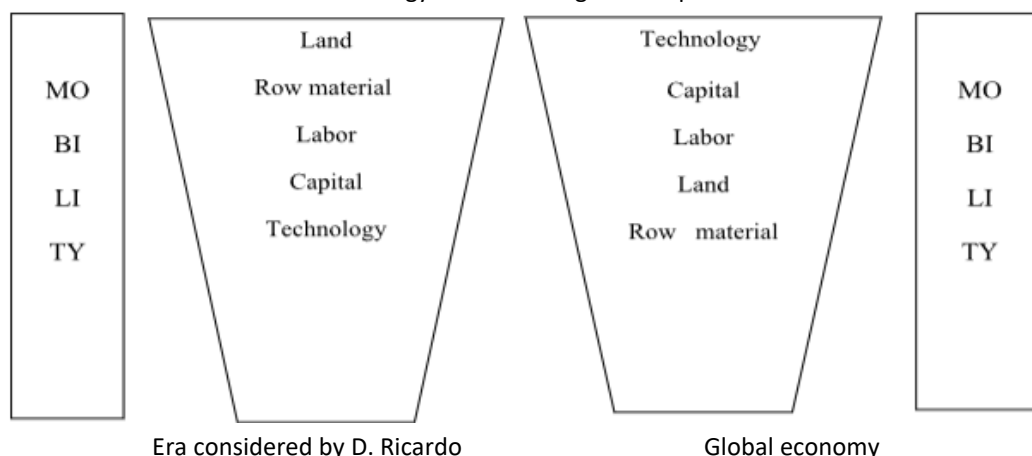 MO
BI
LI
TY
Land
Row material
Labor
Capital
Technology
Technology
Capital
Labor
Land
Row material
MO
BI
LI
TY
Era considered by D. Ricardo
Global economy